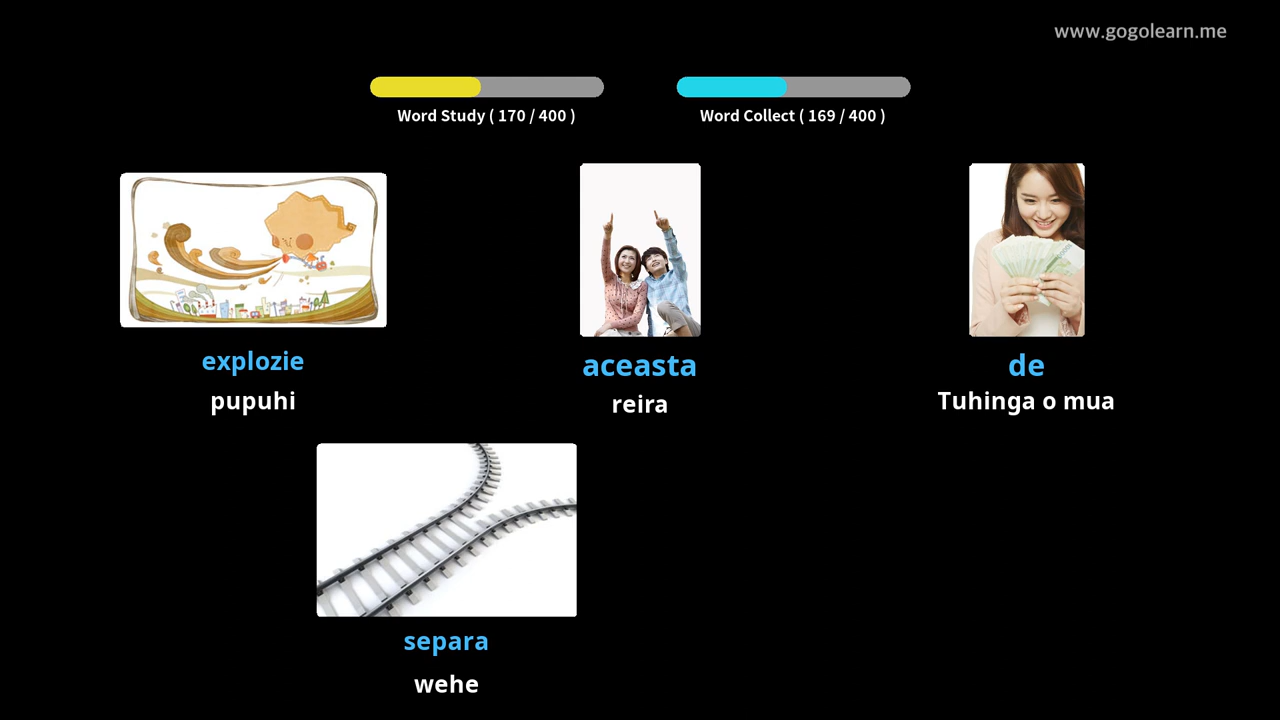 www.gogolearn.me
Word Study ( 170 / 400 )
Word Collect ( 169 / 400 )
explozie
pupuhi
aceasta
reira
de
Tuhinga o mua
separa
wehe